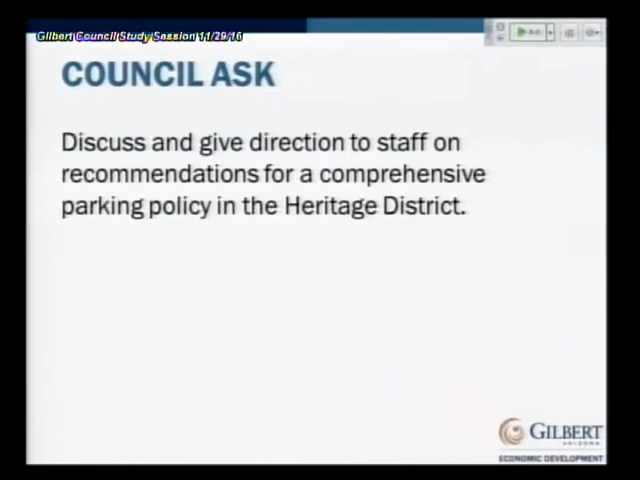 Gilbert Council Study Session 11/29/16
COUNCIL ASK
Discuss and give direction to staff on
recommendations for a comprehensive
parking policy in the Heritage District.
GILBERT
ARIZONA
ECONOMIC DEVELOPMENT